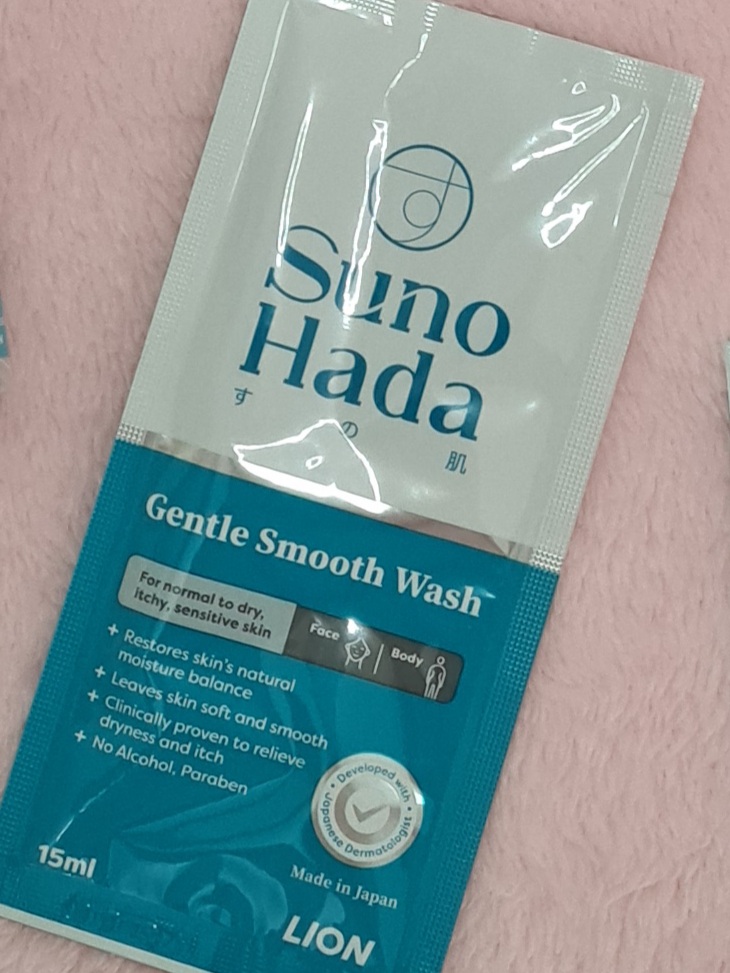 Suno
Hada
す の 肌
Gentle Smooth Wash
For normal to dry,
itchy, sensitive skin
Face
Body
+ Restores skin's natural
moisture balance
+ Leaves skin soft and smooth
+ Clinically proven to relieve
dryness and itch
+ No Alcohol, Paraben
• Developed with •
Japanese Dermatologist
15ml
Made in Japan
LION